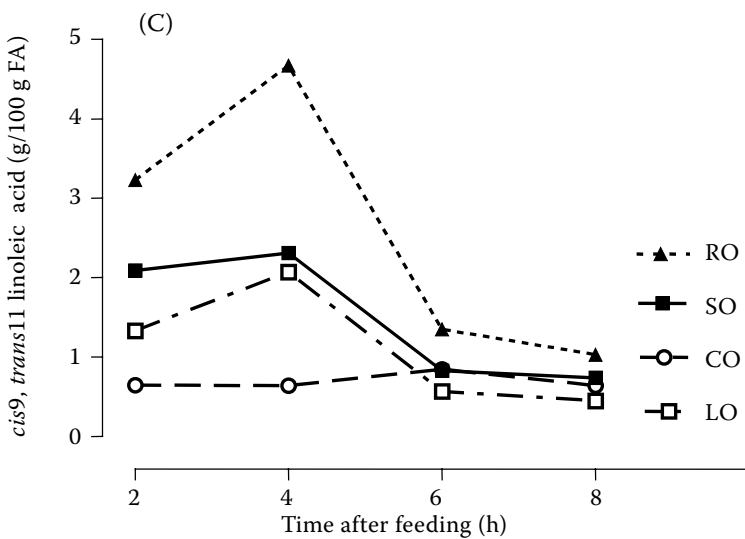 (C)
cis9, trans11 linoleic acid (g/100 g FA)
5
4
3
2
1
0
RO
SO
CO
LO
2 4 6 8
Time after feeding (h)